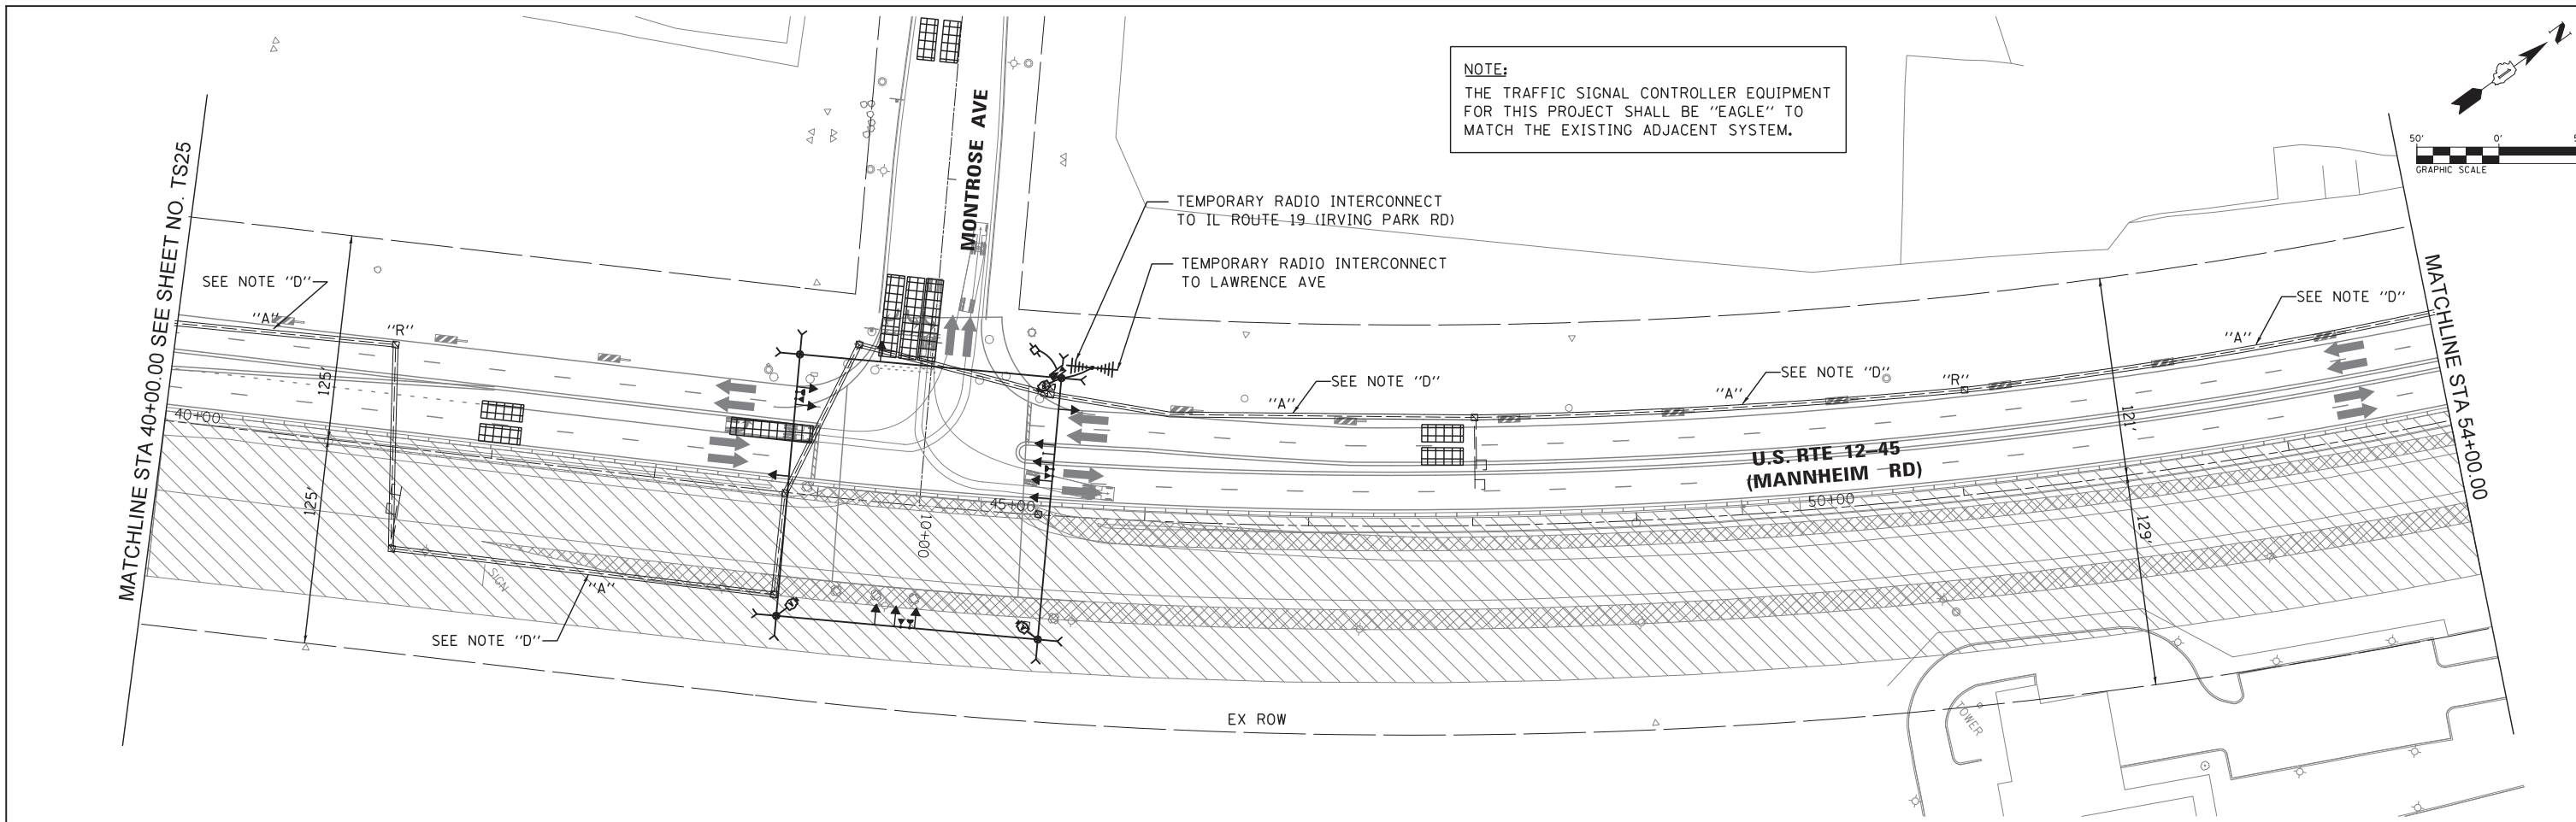 NOTE:
THE TRAFFIC SIGNAL CONTROLLER EQUIPMENT
FOR THIS PROJECT SHALL BE "EAGLE" TO
MATCH THE EXISTING ADJACENT SYSTEM.
N
50'
0'
GRAPHIC SCALE
MATCHLINE STA 40+00.00 SEE SHEET NO. TS25
MONTROSE AVE
TEMPORARY RADIO INTERCONNECT
TO IL ROUTE 19 (IRVING PARK RD)
TEMPORARY RADIO INTERCONNECT
TO LAWRENCE AVE
SEE NOTE "D"
"A"
"R"
125'
125'
40+00
SEE NOTE "D"
"A"
SEE NOTE "D"
"A"
"R"
SEE NOTE "D"
"A"
MATCHLINE STA 54+00.00
121'
129'
U.S. RTE 12-45
(MANNHEIM RD)
50+00
45+00
10+00
SIGN
"A"
SEE NOTE "D"
EX ROW
TOWER